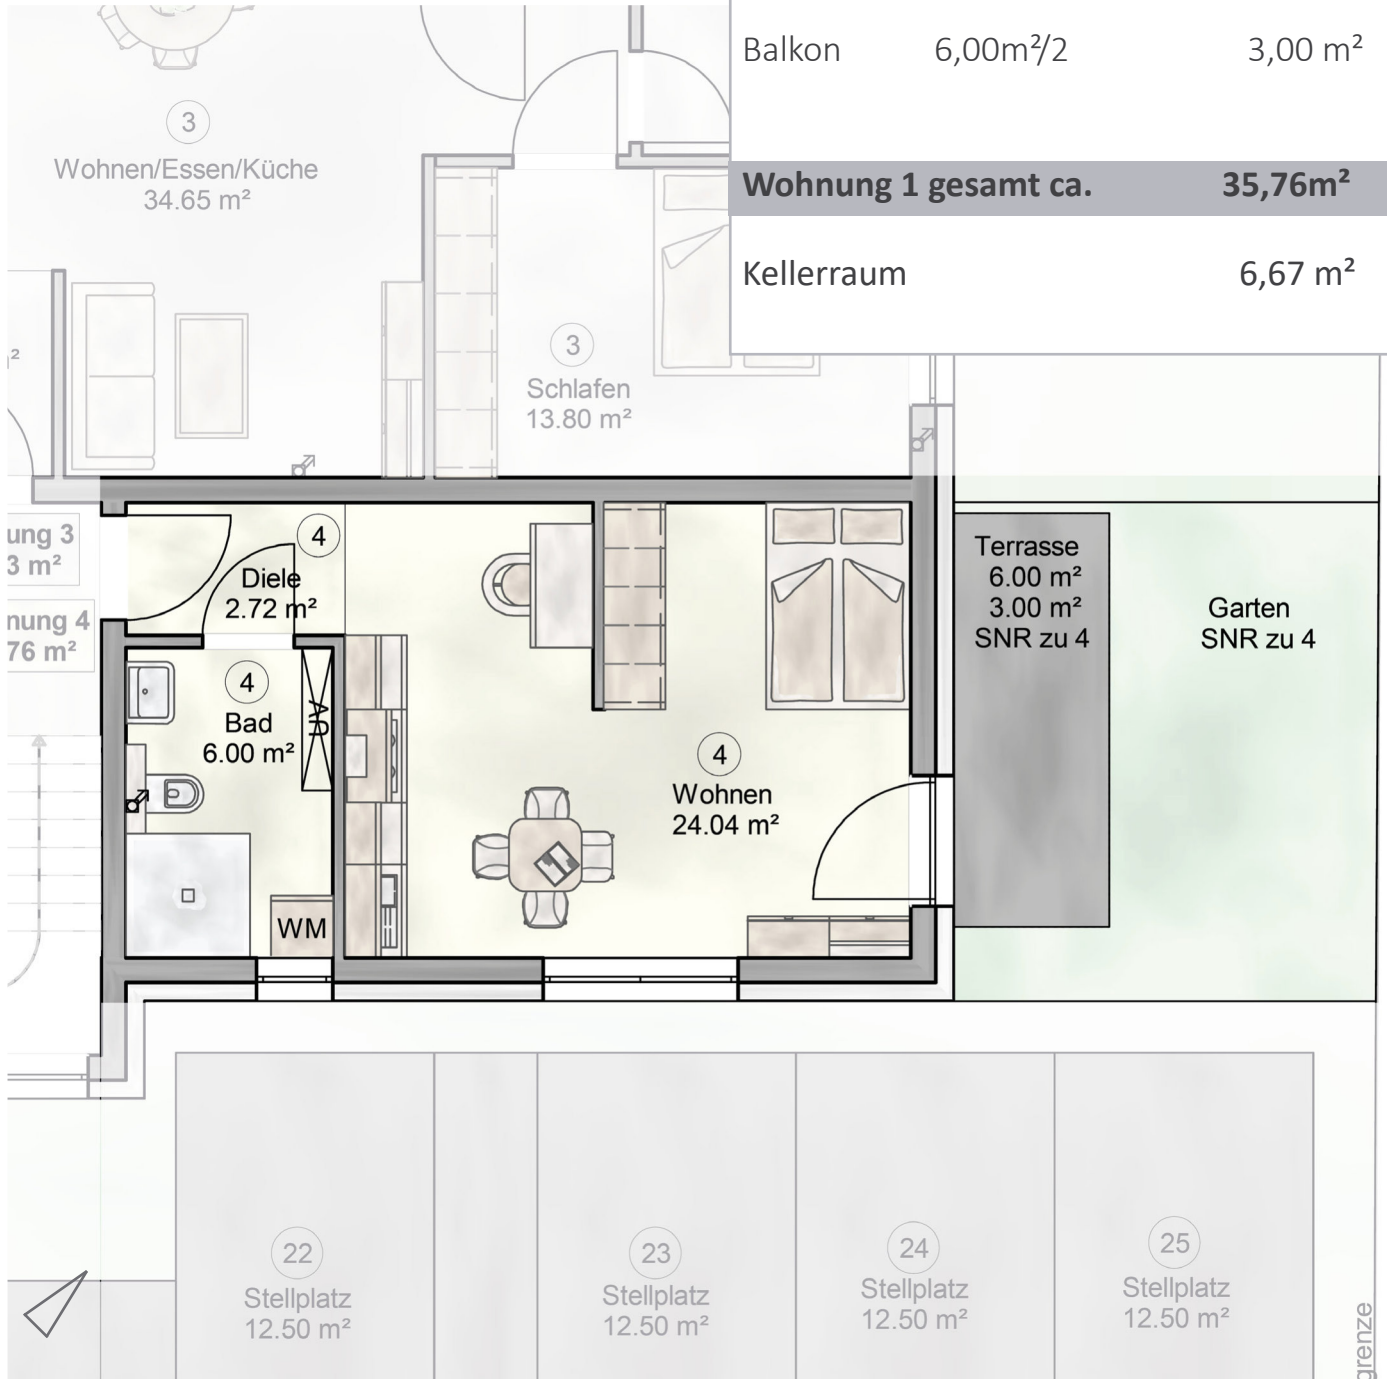 Balkon 6,00m²/2 3,00 m²
Wohnung 1 gesamt ca. 35,76m²
Kellerraum 6,67 m²
3
Wohnen/Essen/Küche
34.65 m²
3
Schlafen
13.80 m²
²
ung 3
3 m²
nung 4
76 m²
4
Diele
2.72 m²
4
Bad
6.00 m²
WM
4
Wohnen
24.04 m²
Terrasse
6.00 m²
3.00 m²
SNR zu 4
Garten
SNR zu 4
22
Stellplatz
12.50 m²
23
Stellplatz
12.50 m²
24
Stellplatz
12.50 m²
25
Stellplatz
12.50 m²
grenze